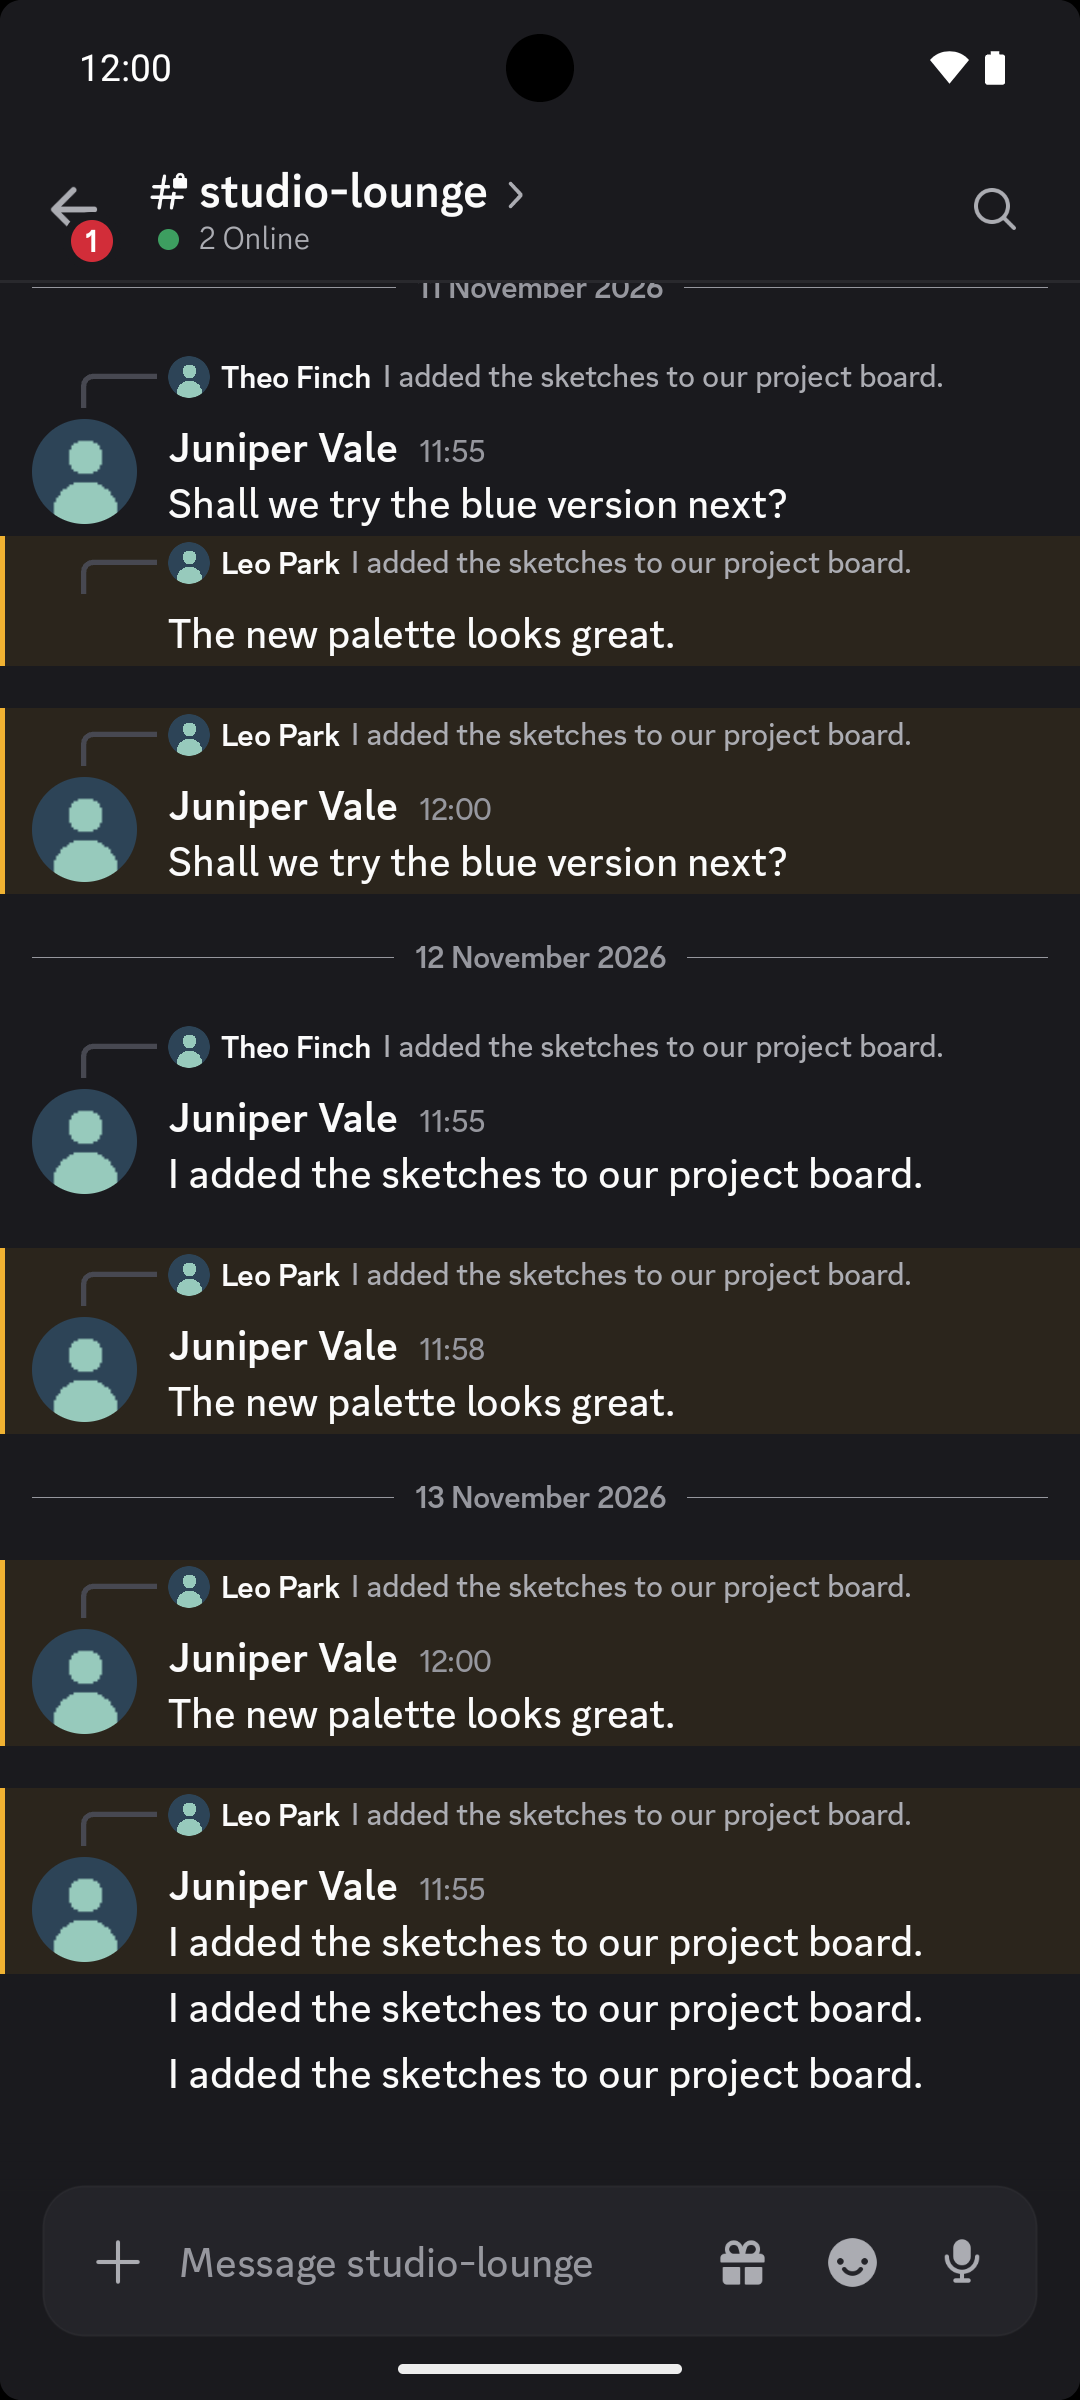 12:00
studio-lounge
1
2 Online
11 November 2026
Theo Finch I added the sketches to our project board.
Juniper Vale 11:55
Shall we try the blue version next?
Leo Park I added the sketches to our project board.
The new palette looks great.
Leo Park I added the sketches to our project board.
Juniper Vale 12:00
Shall we try the blue version next?
12 November 2026
Theo Finch I added the sketches to our project board.
Juniper Vale 11:55
I added the sketches to our project board.
Leo Park I added the sketches to our project board.
Juniper Vale 11:58
The new palette looks great.
13 November 2026
Leo Park I added the sketches to our project board.
Juniper Vale 12:00
The new palette looks great.
Leo Park I added the sketches to our project board.
Juniper Vale 11:55
I added the sketches to our project board.
I added the sketches to our project board.
I added the sketches to our project board.
Message studio-lounge